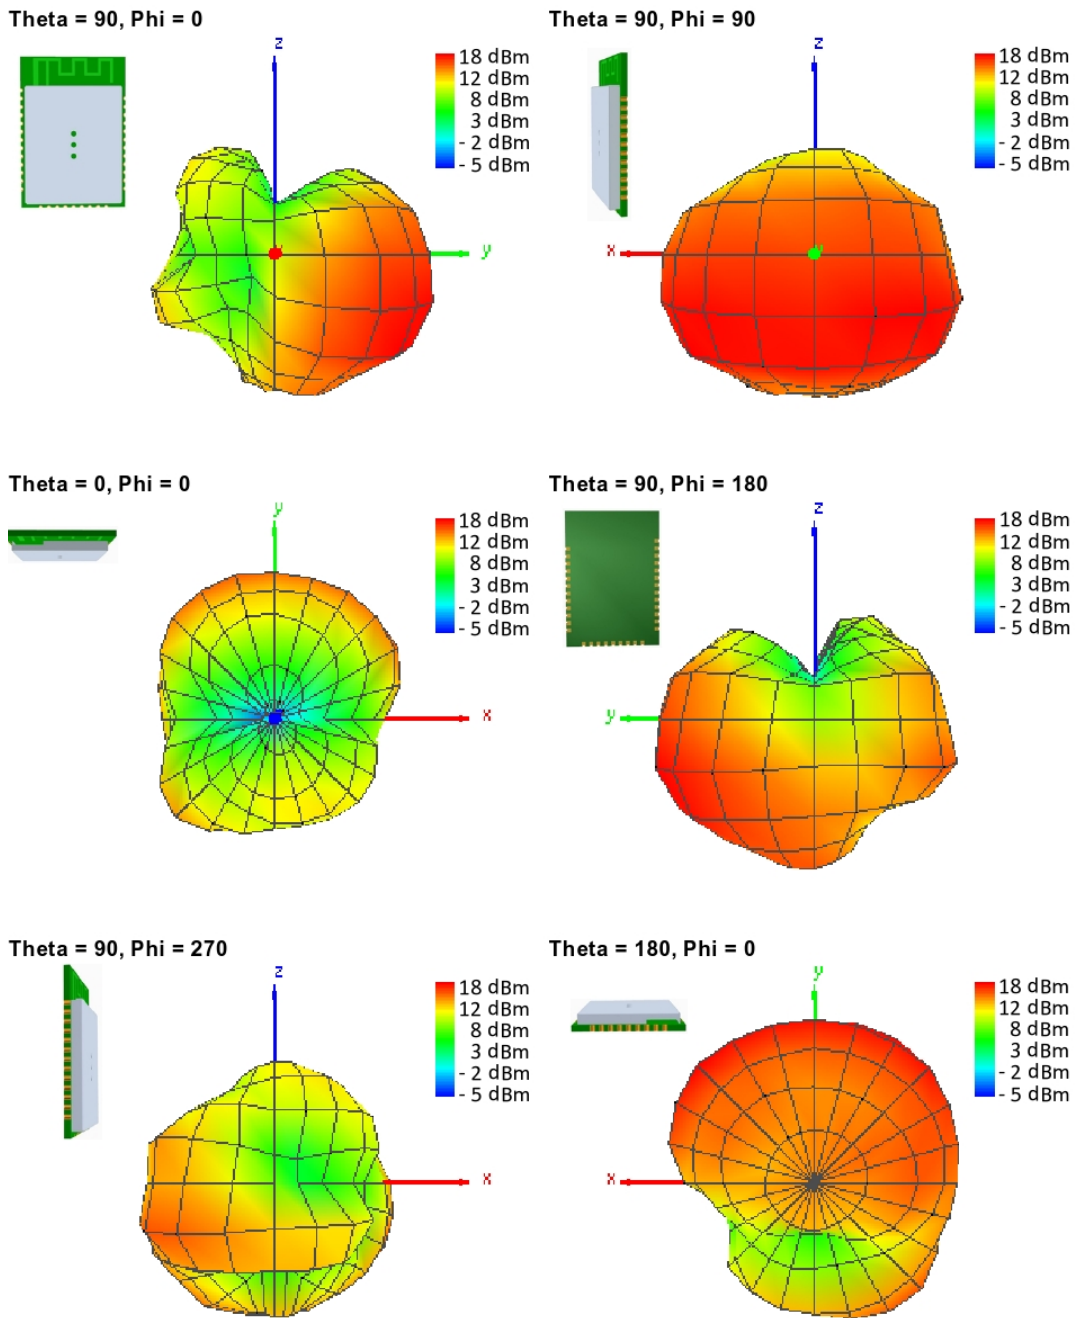 Theta = 90, Phi = 0
Theta = 90, Phi = 90
z
18 dBm
12 dBm
8 dBm
3 dBm
- 2 dBm
- 5 dBm
y
z
18 dBm
12 dBm
8 dBm
3 dBm
- 2 dBm
- 5 dBm
x
Theta = 0, Phi = 0
Theta = 90, Phi = 180
y
18 dBm
12 dBm
8 dBm
3 dBm
- 2 dBm
- 5 dBm
x
z
18 dBm
12 dBm
8 dBm
3 dBm
- 2 dBm
- 5 dBm
y
Theta = 90, Phi = 270
Theta = 180, Phi = 0
z
18 dBm
12 dBm
8 dBm
3 dBm
- 2 dBm
- 5 dBm
x
y
18 dBm
12 dBm
8 dBm
3 dBm
- 2 dBm
- 5 dBm
x